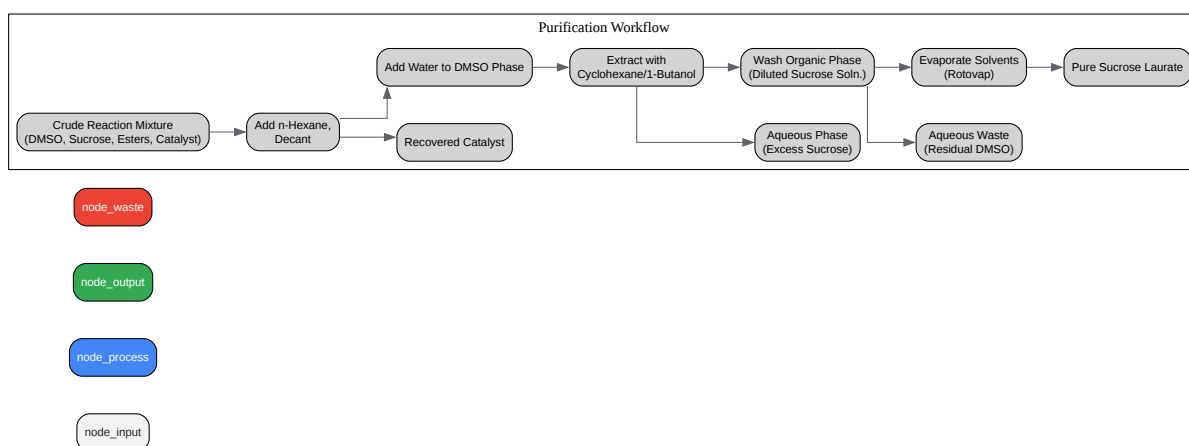 Purification Workflow
Add Water to DMSO Phase
Extract with
Cyclohexane/1-Butanol
Wash Organic Phase
(Diluted Sucrose Soln.)
Evaporate Solvents
(Rotovap)
Pure Sucrose Laurate
Crude Reaction Mixture
(DMSO, Sucrose, Esters, Catalyst)
Add n-Hexane,
Decant
Recovered Catalyst
Aqueous Phase
(Excess Sucrose)
Aqueous Waste
(Residual DMSO)
node_waste
node_output
node_process
node_input